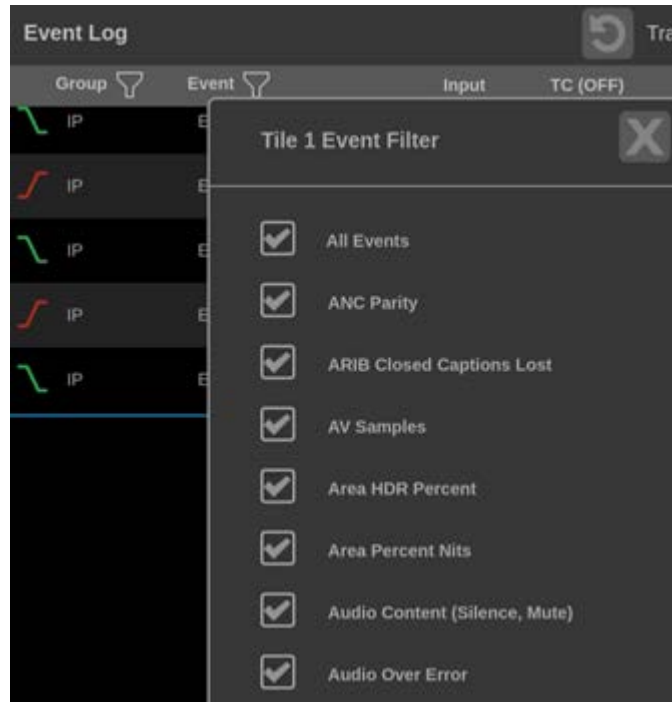 Event Log
Tra
Group Event Input TC (OFF)
IP E
Tile 1 Event Filter
X
IP E
All Events
IP E
ANC Parity
IP E
ARIB Closed Captions Lost
IP E
AV Samples
Area HDR Percent
Area Percent Nits
Audio Content (Silence, Mute)
Audio Over Error